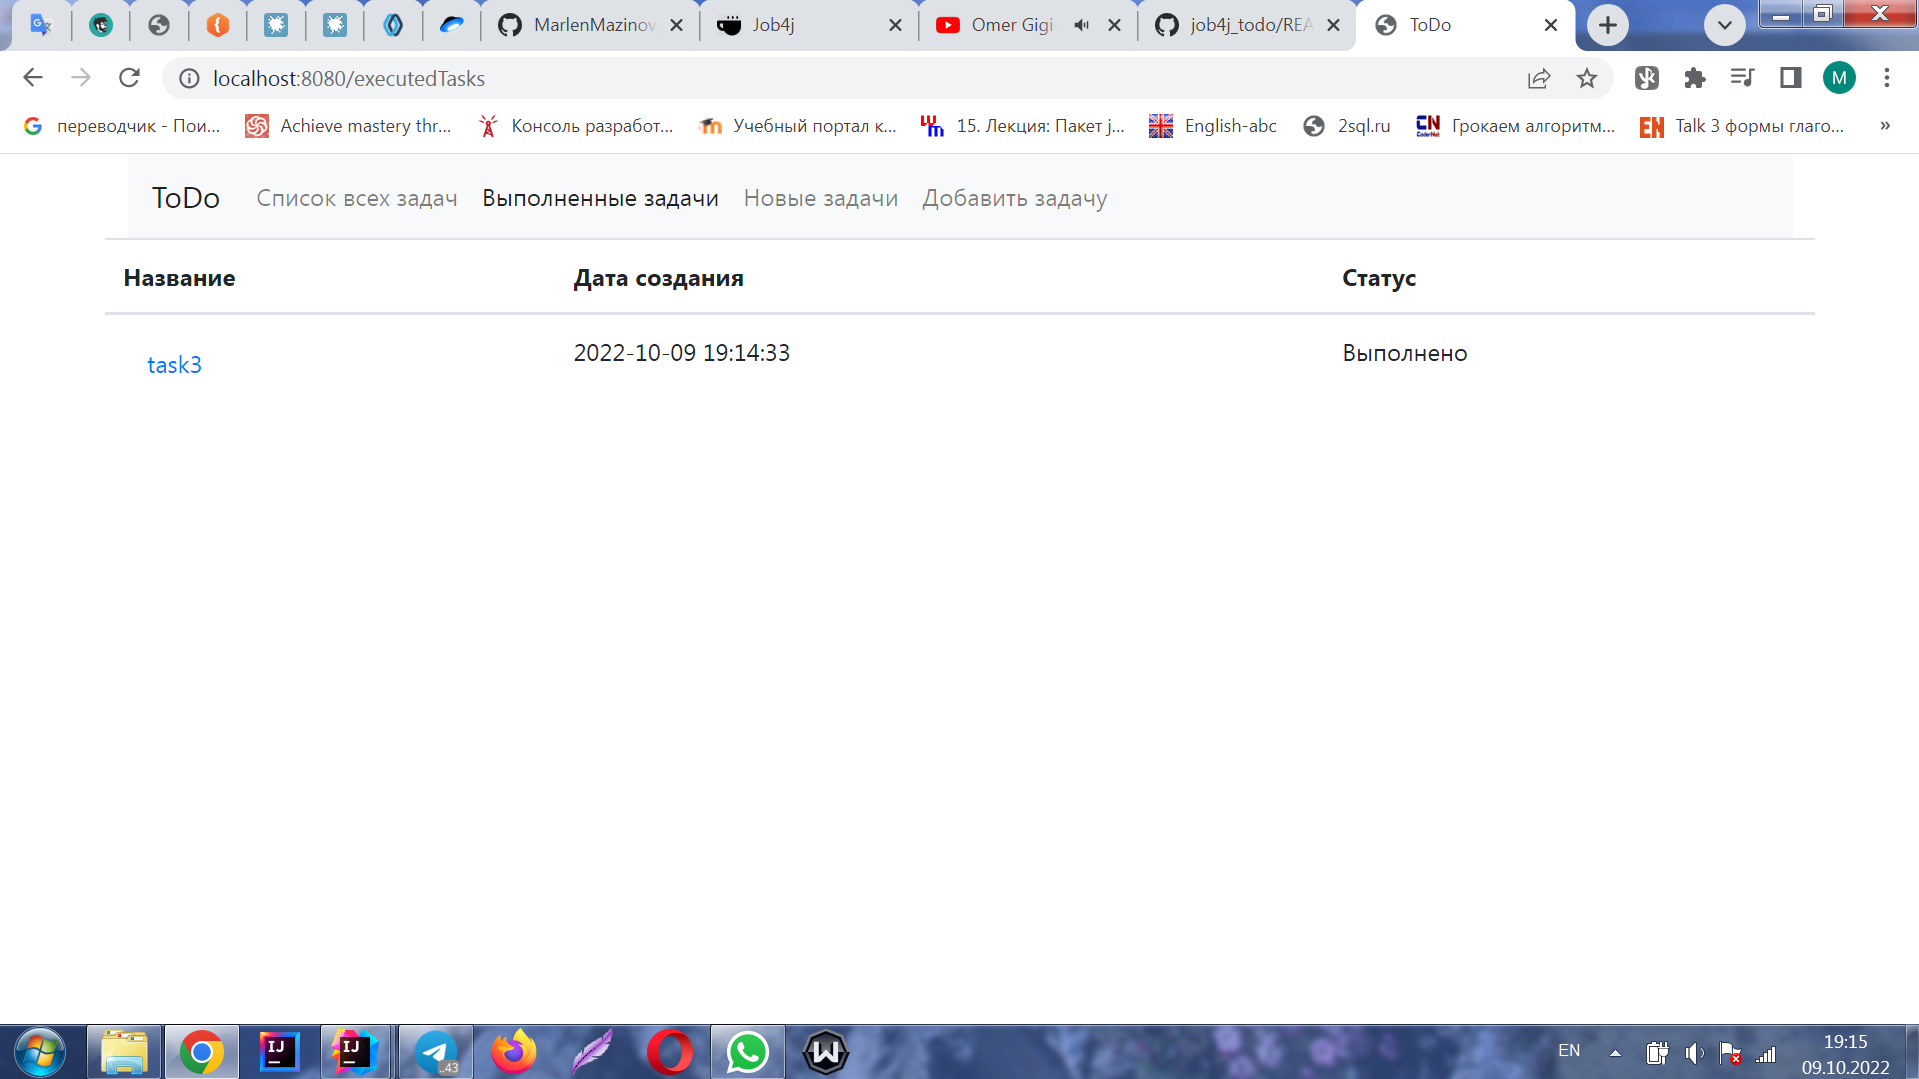 MarlenMazinov
Job4j
Omer Gigi
job4j_todo/REA
ToDo
localhost:8080/executedTasks
M
переводчик - Пои...
Achieve mastery thr...
Консоль разработ...
Учебный портал к...
15. Лекция: Пакет j...
English-abc
2sql.ru
Грокаем алгоритм...
Talk 3 формы глаго...
»
ToDo Список всех задач Выполненные задачи Новые задачи Добавить задачу
Название Дата создания Статус
task3 2022-10-09 19:14:33 Выполнено
..43
EN
19:15
09.10.2022